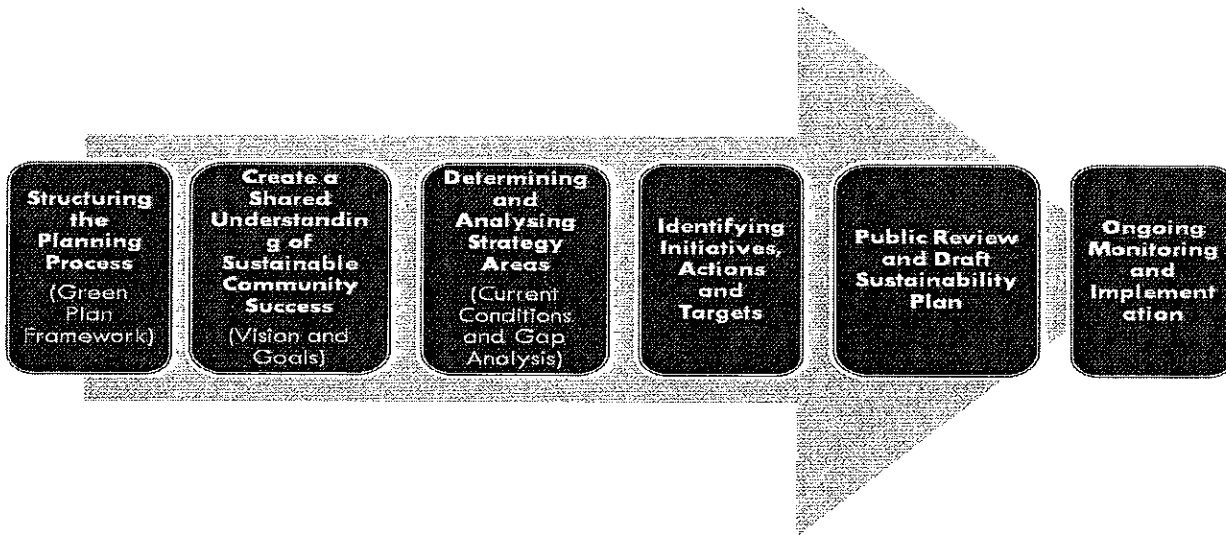 Structuring
the
Planning
Process
(Green
Plan
Framework)
Create a
Shared
Understandin
g of
Sustainable
Community
Success
(Vision and
Goals)
Determining
and
Analysing
Strategy
Areas
(Current
Conditions
and Gap
Analysis)
Identifying
Initiatives,
Actions
and
Targets
Public Review
and Draft
Sustainability
Plan
Ongoing
Monitoring
and
Implement
ation